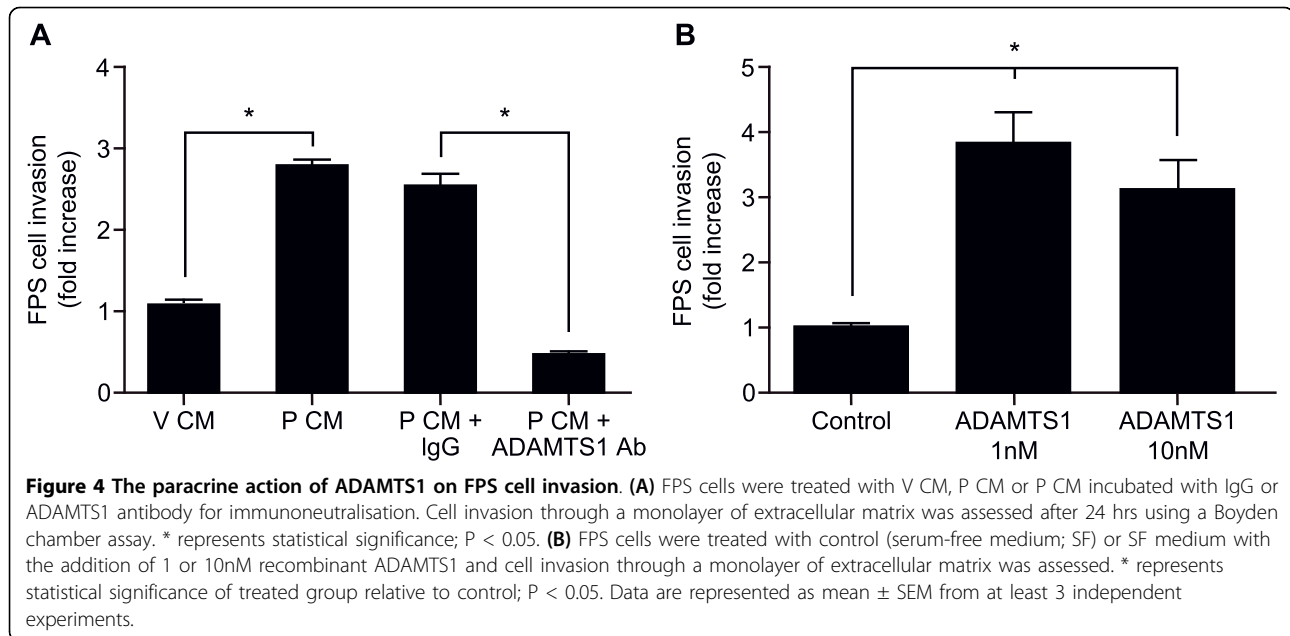 A
FPS cell invasion
(fold increase)
4
3
2
1
0
*
*
V CM
P CM
P CM +
IgG
P CM +
ADAMTS1 Ab
B
FPS cell invasion
(fold increase)
5
4
3
2
1
0
*
Control
ADAMTS1
1nM
ADAMTS1
10nM
Figure 4 The paracrine action of ADAMTS1 on FPS cell invasion. (A) FPS cells were treated with V CM, P CM or P CM incubated with IgG or
ADAMTS1 antibody for immunoneutralisation. Cell invasion through a monolayer of extracellular matrix was assessed after 24 hrs using a Boyden
chamber assay. * represents statistical significance; P < 0.05. (B) FPS cells were treated with control (serum-free medium; SF) or SF medium with
the addition of 1 or 10nM recombinant ADAMTS1 and cell invasion through a monolayer of extracellular matrix was assessed. * represents
statistical significance of treated group relative to control; P < 0.05. Data are represented as mean ± SEM from at least 3 independent
experiments.